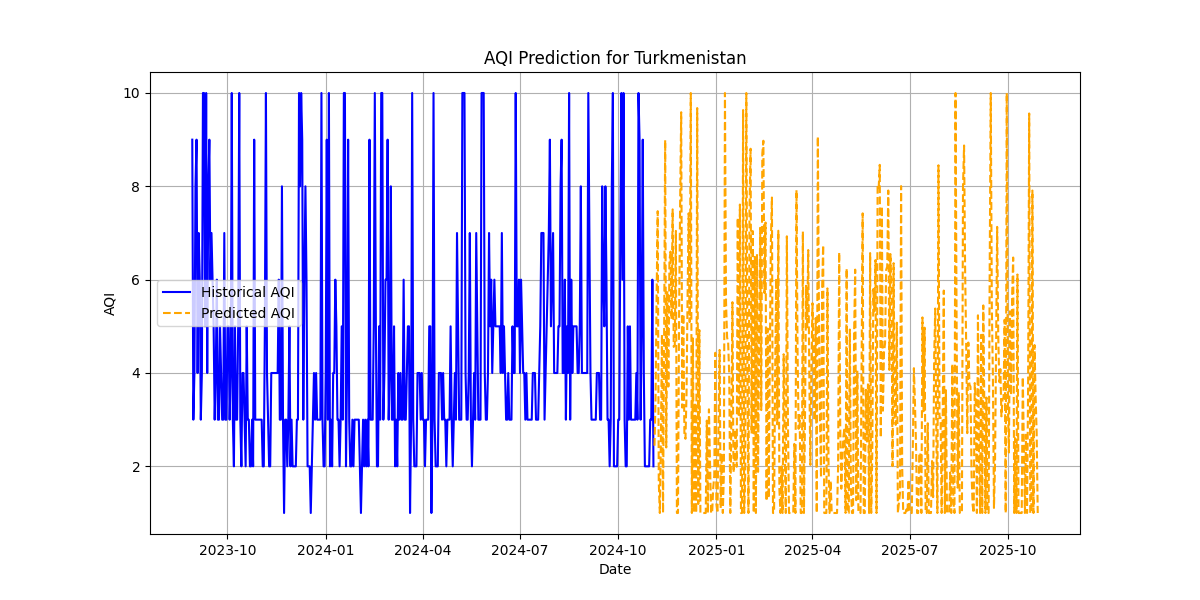 AQI Prediction for Turkmenistan
10
8
6
4
2
AQI
Historical AQI
Predicted AQI
2023-10 2024-01 2024-04 2024-07 2024-10 2025-01 2025-04 2025-07 2025-10
Date